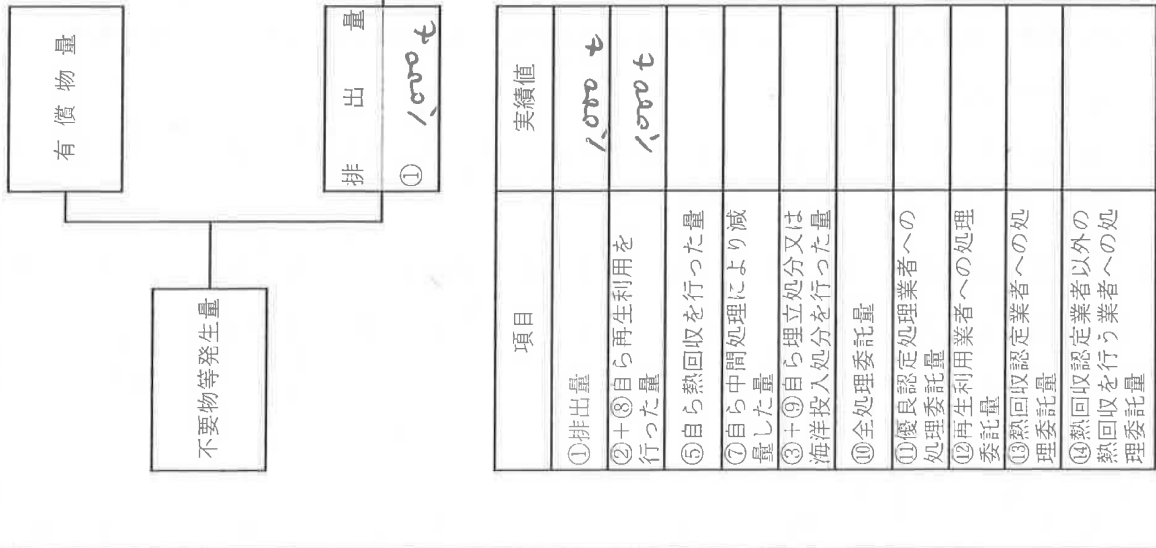 有償物量
不要物等発生量
排出量
① 1,000 t
項目 実績値
①排出量 1,000 t
②+⑧自ら再生利用を
行った量 1,000 t
⑤自ら熱回収を行った量
⑦自ら中間処理により減
量した量
③+⑨自ら埋立処分又は
海洋投入処分を行った量
⑩全処理委託量
⑪優良認定処理業者への
処理委託量
⑫再生利用業者への処理
委託量
⑬熱回収認定業者への処
理委託量
⑭熱回収認定業者以外の
熱回収を行う業者への処
理委託量